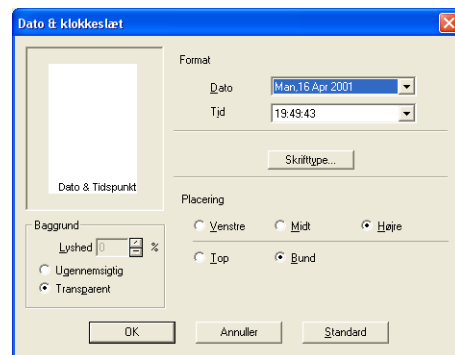 Dato & klokkeslæt
Format
Dato
Man,16 Apr 2001
Tid
19:49:43
Skrifttype...
Dato & Tidspunkt
Placering
Venstre
Midt
Højre
Top
Bund
Baggrund
Lyshed 0 %
Ugennemsigtig
Transparent
OK
Annuller
Standard